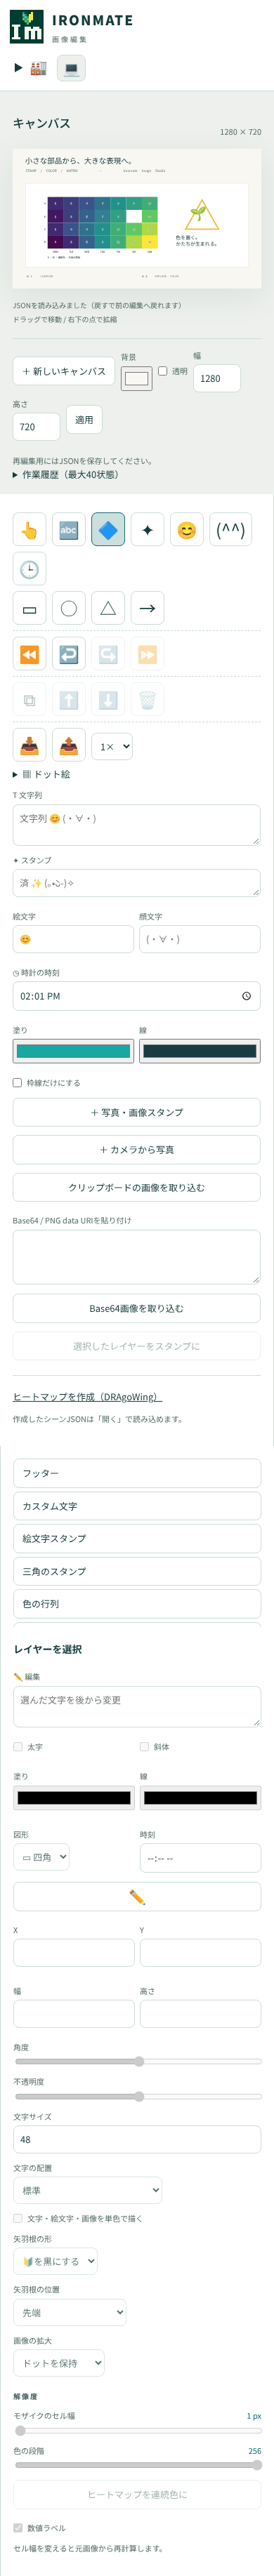 IRONMATE
画像編集
キャンバス
1280 × 720
小さな部品から、大きな表現へ。
色を置く。
かたちが生まれる。
JSONを読み込みました（戻すで前の編集へ戻れます）
ドラッグで移動 / 右下の点で拡縮
＋ 新しいキャンバス
背景
透明
幅
1280
高さ
720
適用
再編集用にはJSONを保存してください。
▶ 作業履歴（最大40状態）
(^^)
1×
▶ ▦ ドット絵
T 文字列
文字列 😊 (・∀・)
✦ スタンプ
絵文字
顔文字
😊
(・∀・)
◷ 時計の時刻
02:01 PM
塗り
線
枠線だけにする
＋ 写真・画像スタンプ
＋ カメラから写真
クリップボードの画像を取り込む
Base64 / PNG data URIを貼り付け
Base64画像を取り込む
選択したレイヤーをスタンプに
ヒートマップを作成（DRAgoWing）
作成したシーンJSONは「開く」で読み込めます。
フッター
カスタム文字
絵文字スタンプ
三角のスタンプ
色の行列
レイヤーを選択
✏️ 編集
選んだ文字を後から変更
太字
斜体
塗り
線
図形
時刻
▭ 四角
--:-- --
X
Y
幅
高さ
角度
不透明度
文字サイズ
48
文字の配置
標準
文字・絵文字・画像を単色で描く
矢羽根の形
🔰を黒にする
矢羽根の位置
先端
画像の拡大
ドットを保持
解像度
モザイクのセル幅
1 px
色の段階
256
ヒートマップを連続色に
数値ラベル
セル幅を変えると元画像から再計算します。